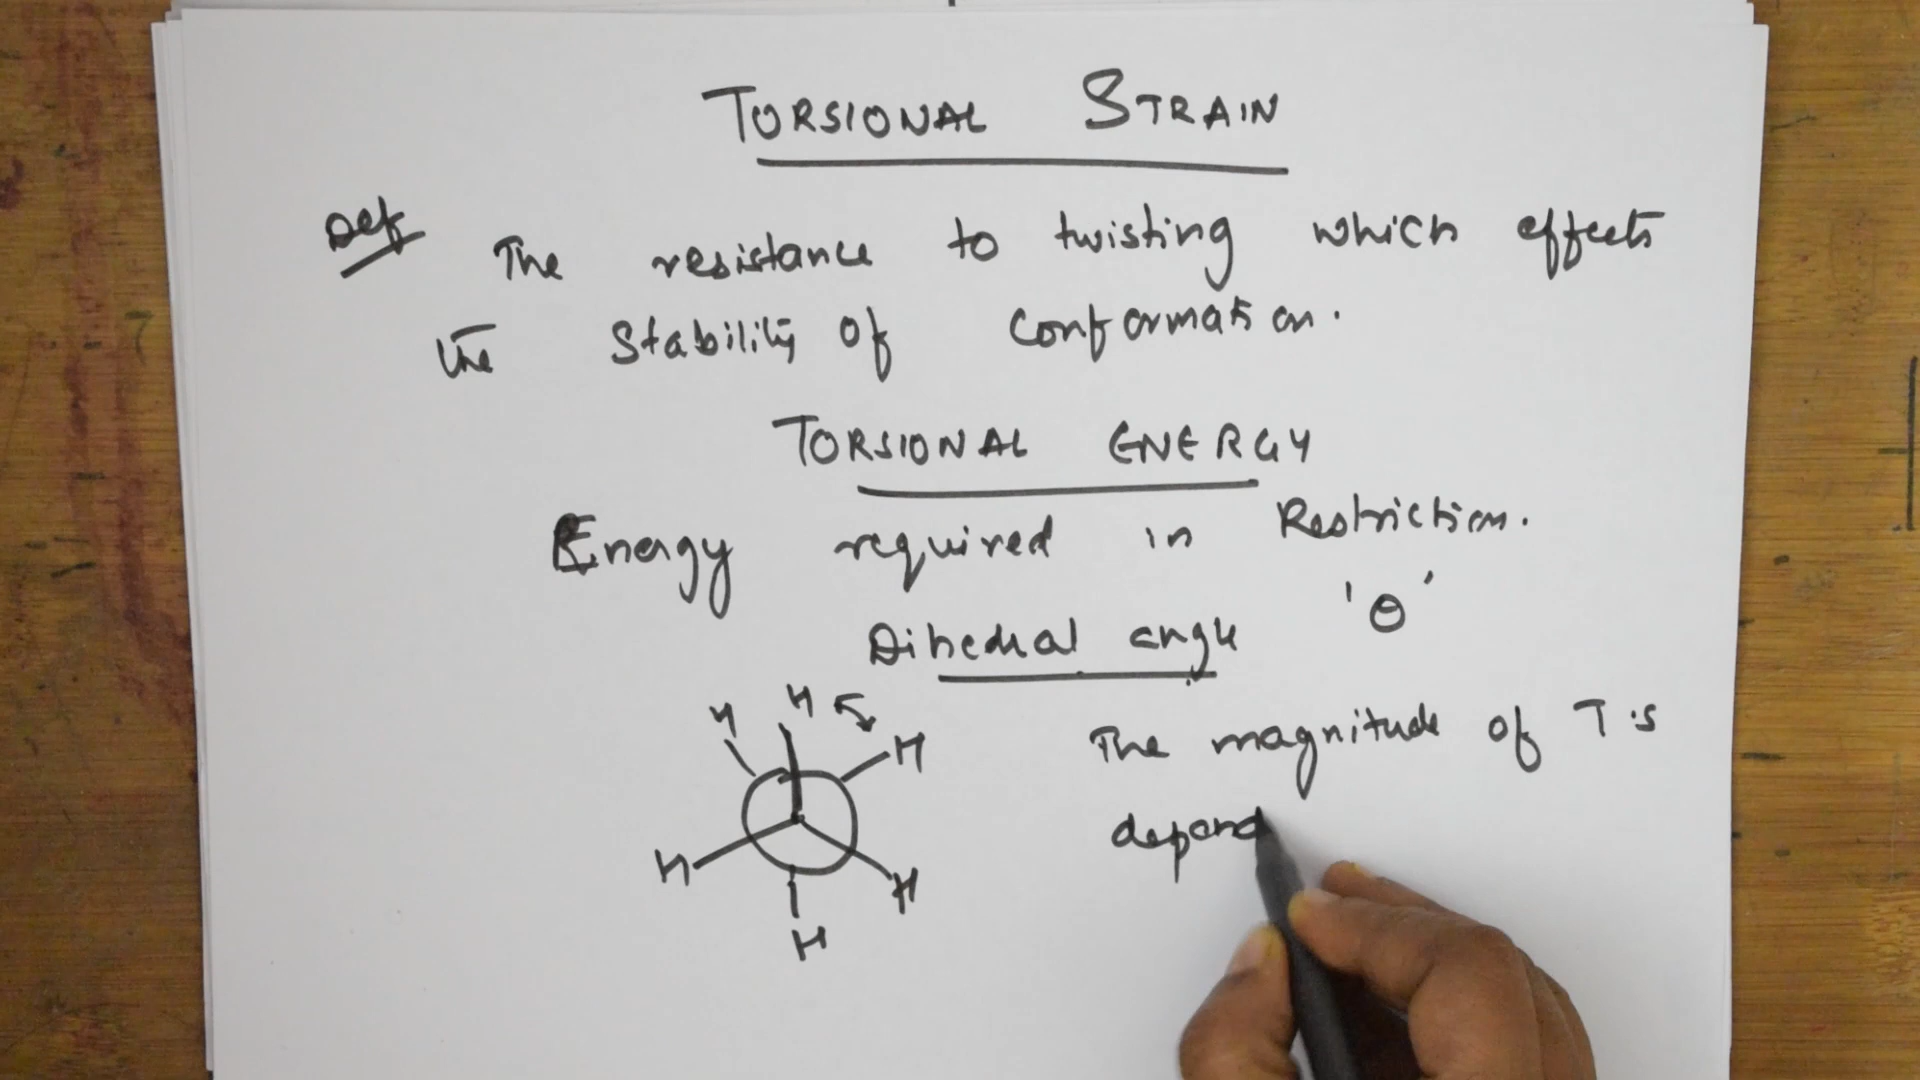 TORSIONAL STRAIN
Def
The resistance to twisting which effects
the stability of conformation.
TORSIONAL ENERGY
Energy required in Restriction.
Dihedral angle 'θ'
H H H
The magnitude of T.S
depend
H H
H